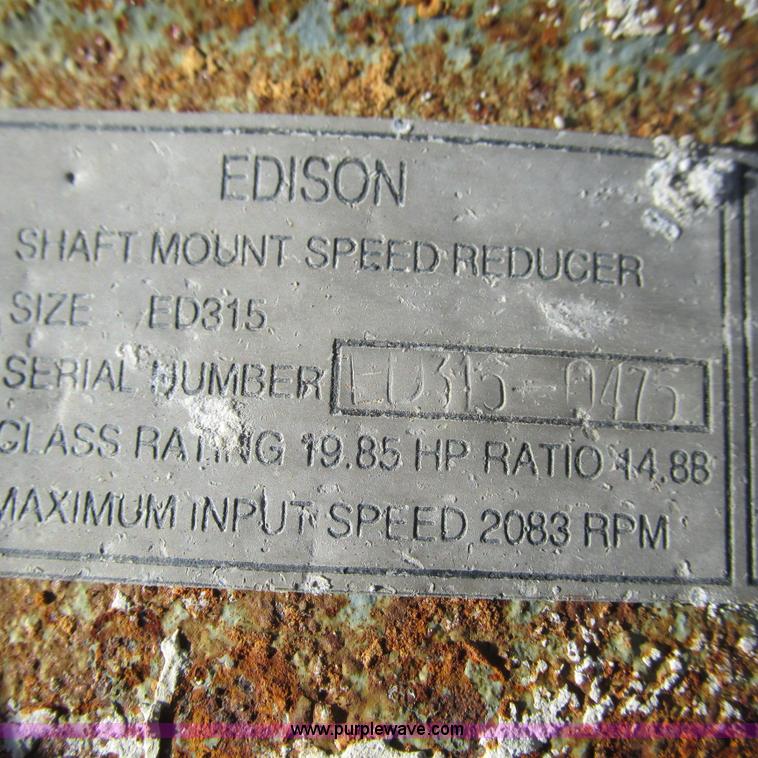 EDISON
SHAFT MOUNT SPEED REDUCER
SIZE ED315
SERIAL NUMBER ED315-0475
CLASS RATING 19.85 HP RATIO 14.88
MAXIMUM INPUT SPEED 2083 RPM
www.purplewave.com